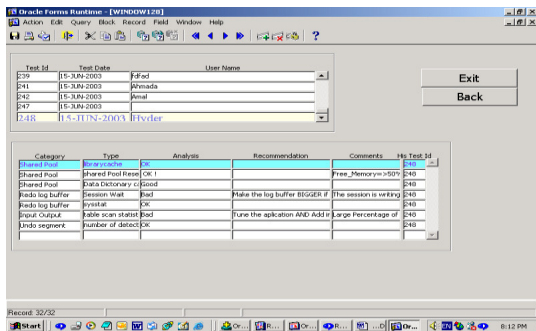 Oracle Forms Runtime - [WINDOW128]
Action Edit Query Block Record Field Window Help
Test Id Test Date User Name
239 15-JUN-2003 fdfad
241 15-JUN-2003 Ahmada
242 15-JUN-2003 Amal
247 15-JUN-2003
248 15-JUN-2003 Hyder
Exit
Back
Category Type Analysis Recommendation Comments His Test Id
Shared Pool librarycache OK 248
Shared Pool shared Pool Rese OK ! Free_Memory=>50% 248
Shared Pool Data Dictionary ca Good 248
Redo log buffer Session Wait Bad Make the log buffer BIGGER if The session is writing 248
Redo log buffer sysstat OK 248
Input Output table scan statist Bad Tune the aplication AND Add ir Large Percentage of 248
Undo segment number of detect OK 248
Record: 32/32
Start Or... R... Or... R... ...D Or... 8:12 PM